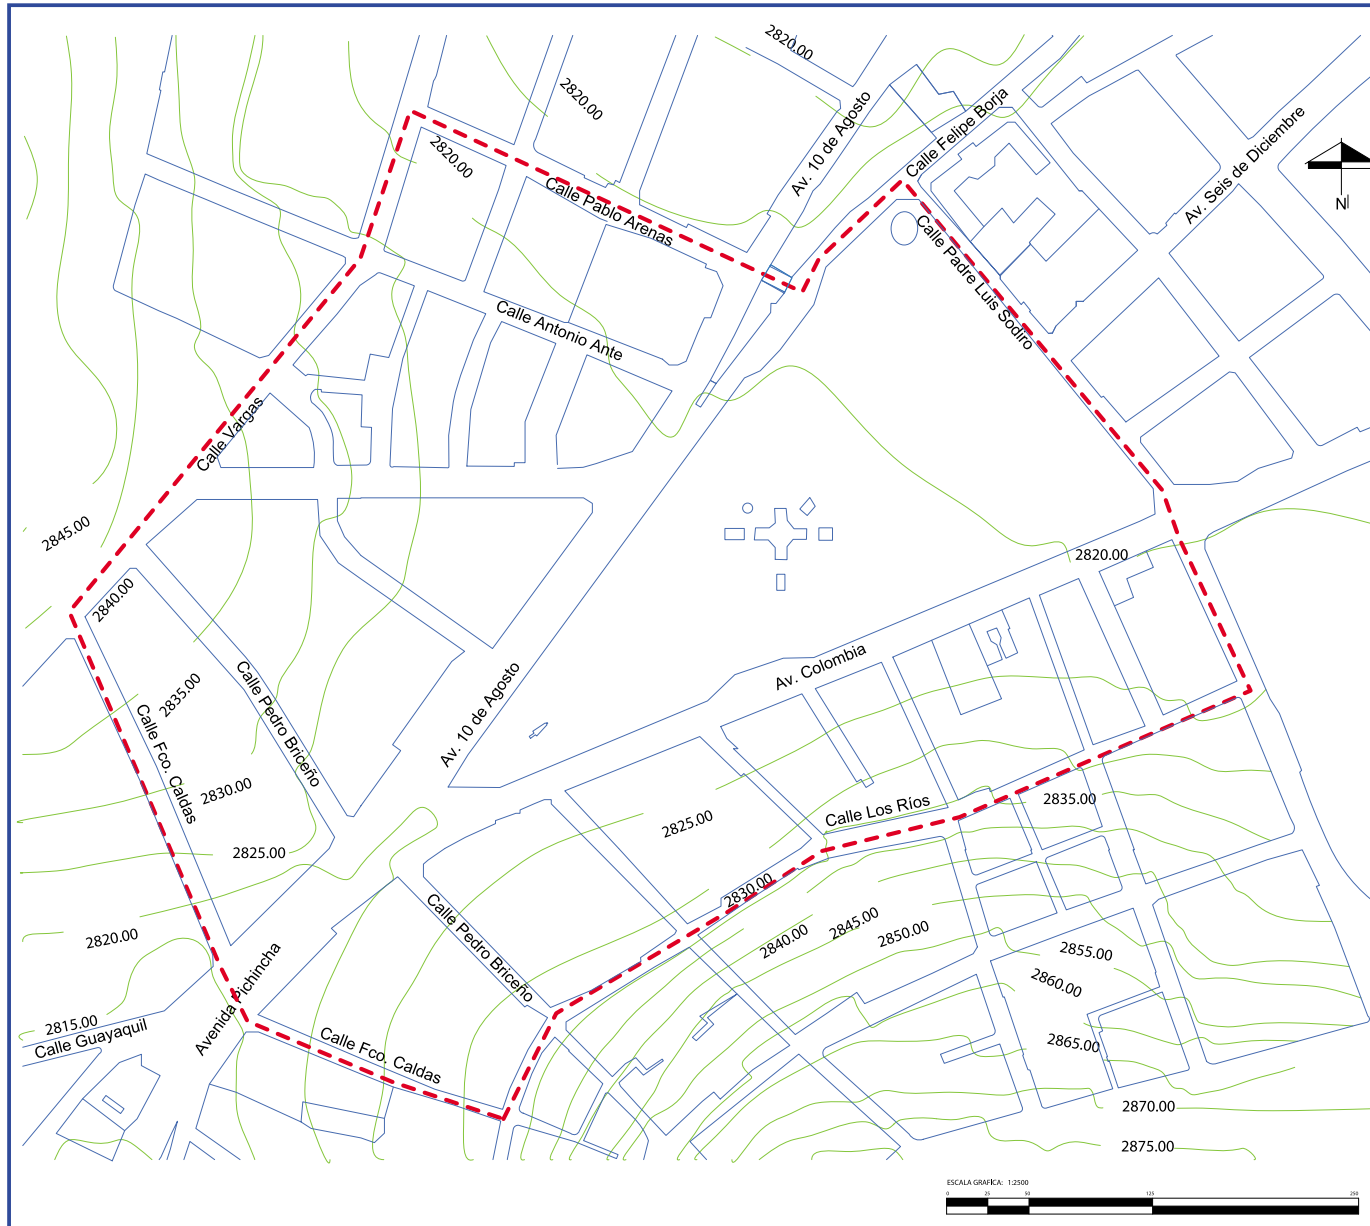 2820.00
2820.00
2820.00
Av. 10 de Agosto
Calle Felipe Borja
Av. Seis de Diciembre
N
Calle Pablo Arenas
Calle Padre Luis Sodiro
Calle Antonio Ante
Calle Vargas
2845.00
2820.00
2840.00
2835.00
Calle Pedro Briceño
Av. 10 de Agosto
Av. Colombia
Calle Fco. Caldas
2830.00
2825.00
2825.00
Calle Los Ríos
2835.00
2830.00
2820.00
Calle Pedro Briceño
2840.00
2845.00
2850.00
2855.00
2860.00
2865.00
Avenida Pichincha
2815.00
Calle Guayaquil
Calle Fco. Caldas
2870.00
2875.00
ESCALA GRAFICA: 1:2500
0 25 50 125 250